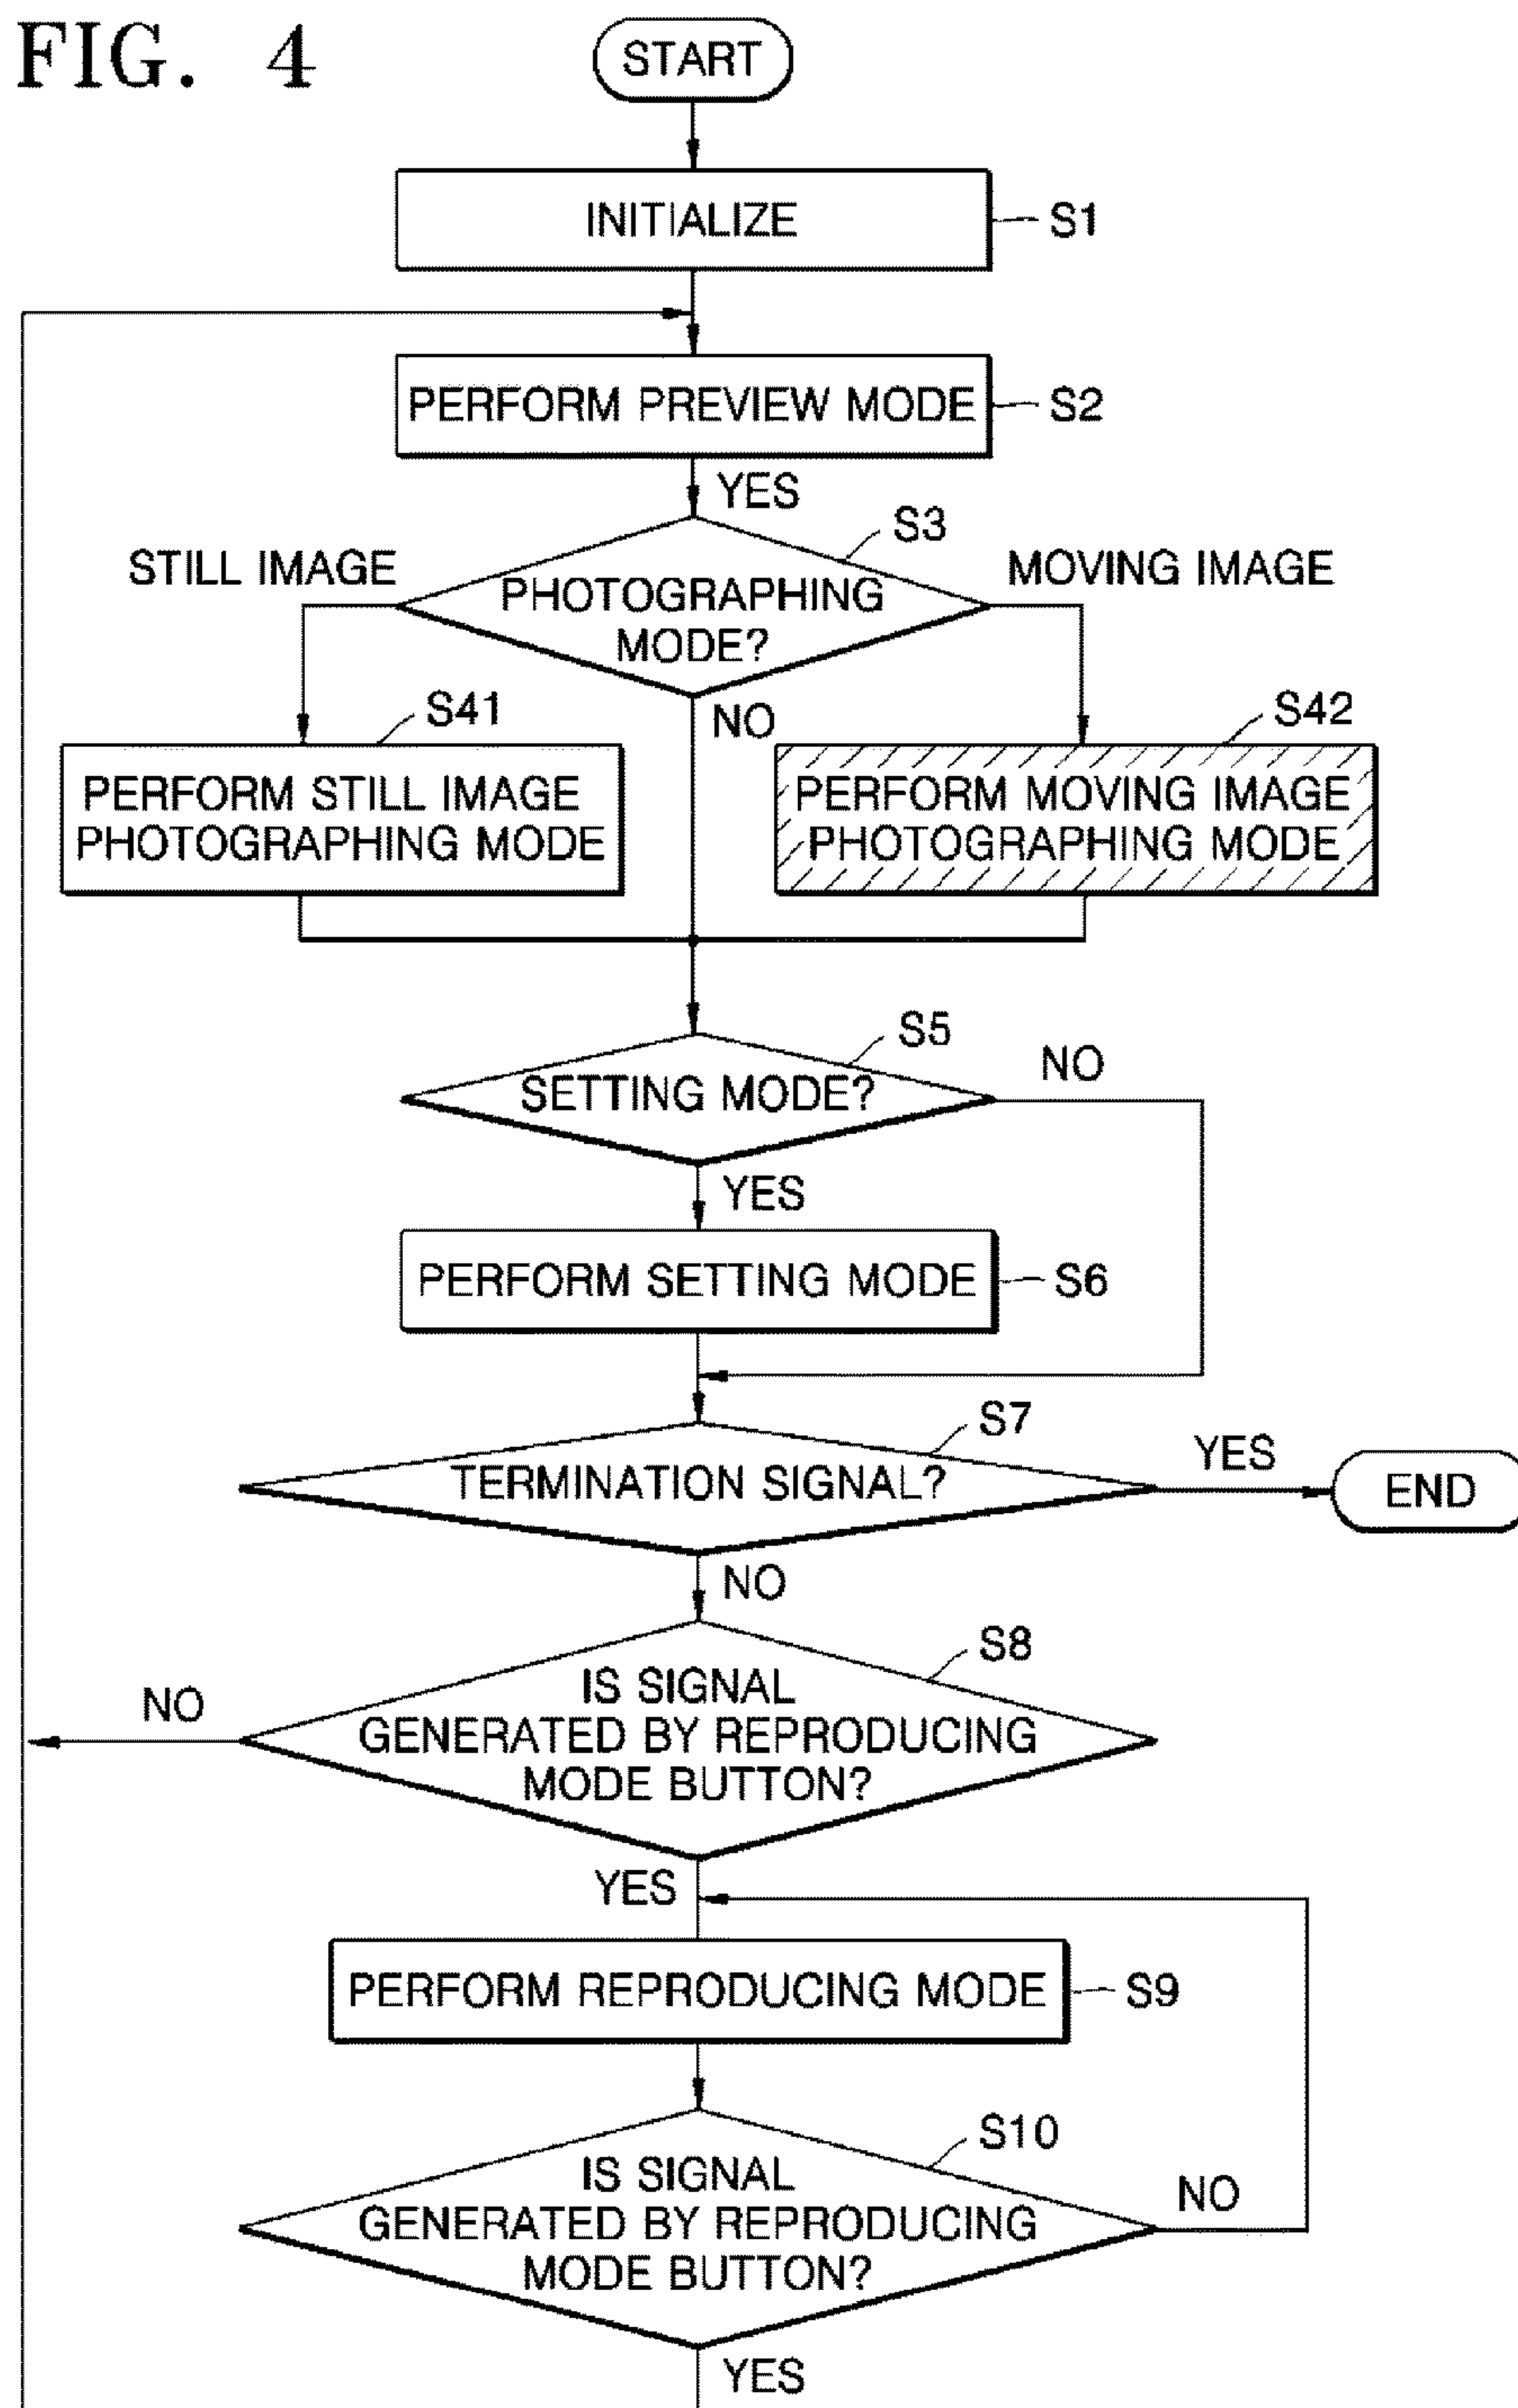 FIG. 4
START
INITIALIZE
S1
PERFORM PREVIEW MODE
S2
YES
S3
STILL IMAGE
MOVING IMAGE
PHOTOGRAPHING
MODE?
S41
NO
S42
PERFORM STILL IMAGE
PHOTOGRAPHING MODE
PERFORM MOVING IMAGE
PHOTOGRAPHING MODE
S5
NO
SETTING MODE?
YES
PERFORM SETTING MODE
S6
S7
YES
TERMINATION SIGNAL?
END
NO
S8
IS SIGNAL
GENERATED BY REPRODUCING
MODE BUTTON?
NO
YES
PERFORM REPRODUCING MODE
S9
S10
IS SIGNAL
GENERATED BY REPRODUCING
MODE BUTTON?
NO
YES